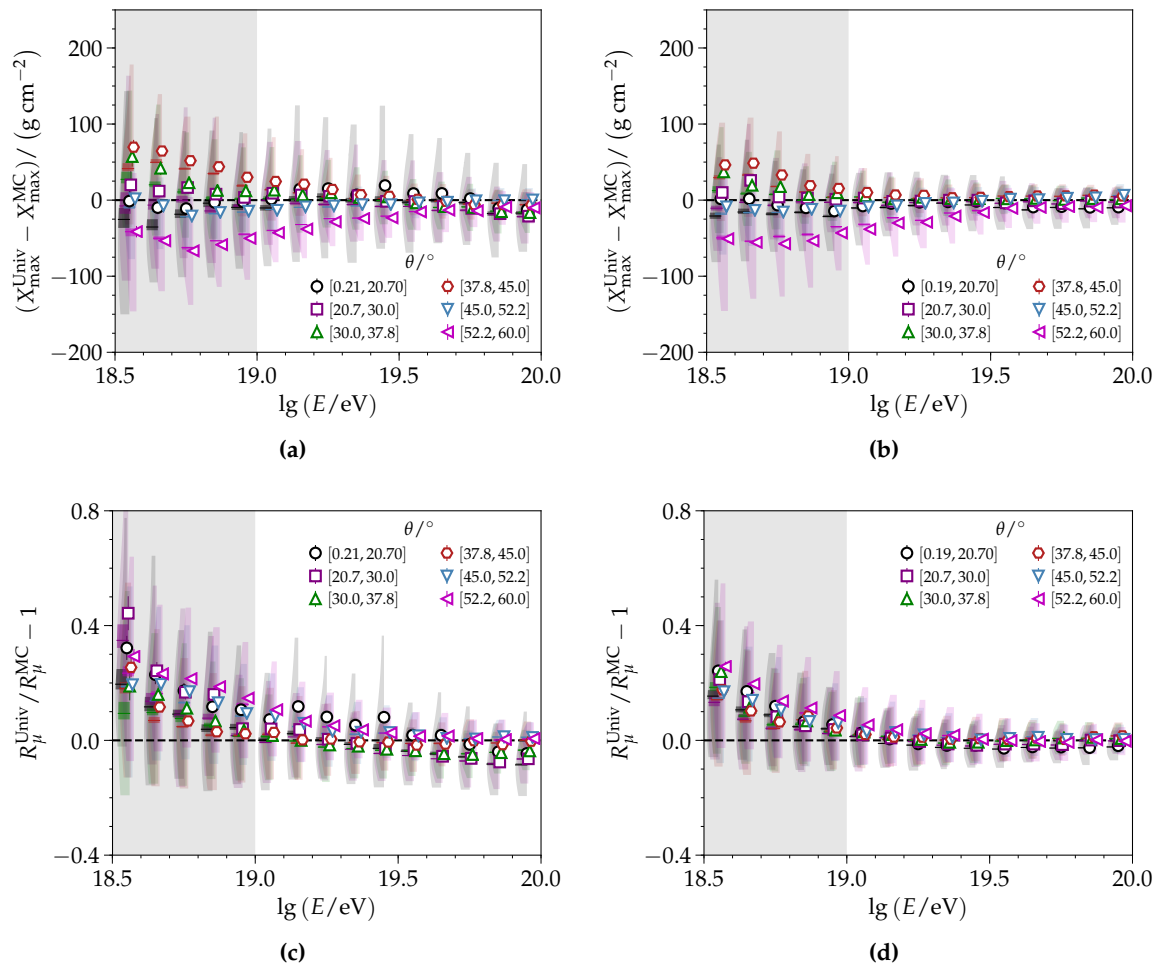 (X_max^Univ − X_max^MC) / (g cm^−2)
200
100
0
−100
−200
18.5 19.0 19.5 20.0
lg (E/eV)
θ/°
[0.21, 20.70] [37.8, 45.0]
[20.7, 30.0] [45.0, 52.2]
[30.0, 37.8] [52.2, 60.0]
(a)
(X_max^Univ − X_max^MC) / (g cm^−2)
200
100
0
−100
−200
18.5 19.0 19.5 20.0
lg (E/eV)
θ/°
[0.19, 20.70] [37.8, 45.0]
[20.7, 30.0] [45.0, 52.2]
[30.0, 37.8] [52.2, 60.0]
(b)
R_μ^Univ/R_μ^MC − 1
0.8
0.4
0.0
−0.4
18.5 19.0 19.5 20.0
lg (E/eV)
θ/°
[0.21, 20.70] [37.8, 45.0]
[20.7, 30.0] [45.0, 52.2]
[30.0, 37.8] [52.2, 60.0]
(c)
R_μ^Univ/R_μ^MC − 1
0.8
0.4
0.0
−0.4
18.5 19.0 19.5 20.0
lg (E/eV)
θ/°
[0.19, 20.70] [37.8, 45.0]
[20.7, 30.0] [45.0, 52.2]
[30.0, 37.8] [52.2, 60.0]
(d)